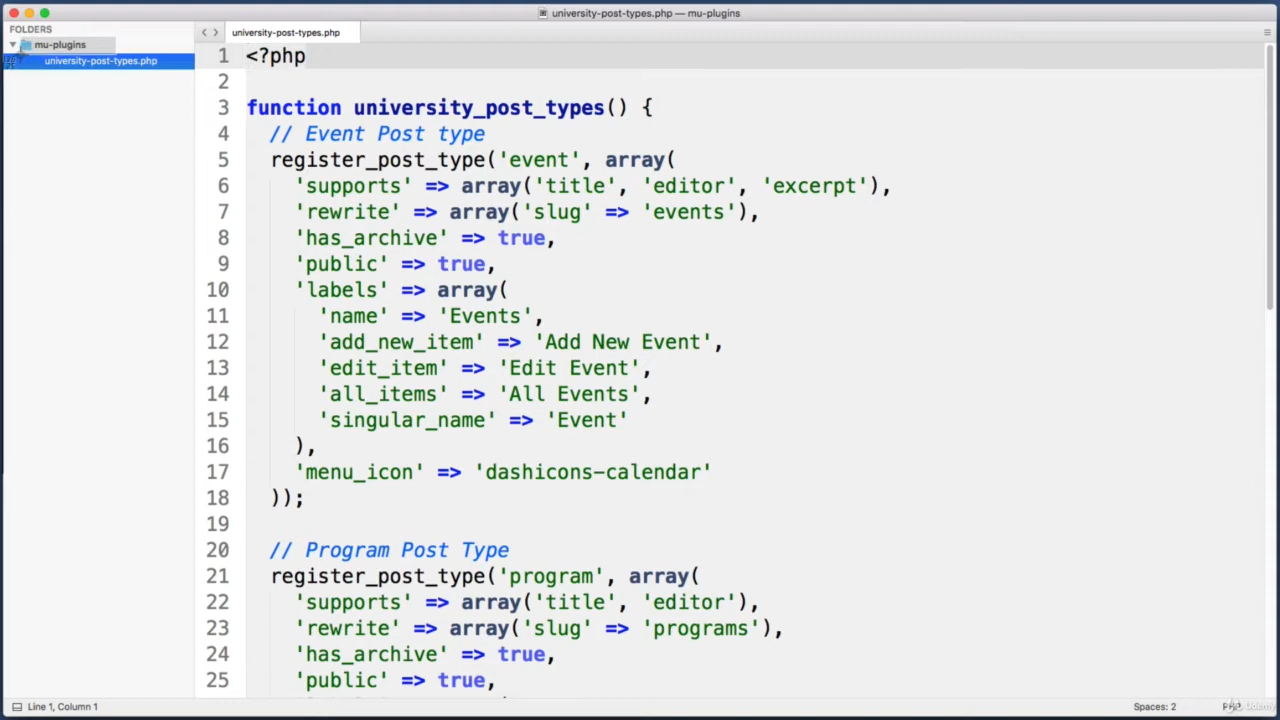 university-post-types.php — mu-plugins
FOLDERS
mu-plugins
university-post-types.php
university-post-types.php
1 <?php
2
3 function university_post_types() {
4 // Event Post type
5 register_post_type('event', array(
6 'supports' => array('title', 'editor', 'excerpt'),
7 'rewrite' => array('slug' => 'events'),
8 'has_archive' => true,
9 'public' => true,
10 'labels' => array(
11 'name' => 'Events',
12 'add_new_item' => 'Add New Event',
13 'edit_item' => 'Edit Event',
14 'all_items' => 'All Events',
15 'singular_name' => 'Event'
16 ),
17 'menu_icon' => 'dashicons-calendar'
18 ));
19
20 // Program Post Type
21 register_post_type('program', array(
22 'supports' => array('title', 'editor'),
23 'rewrite' => array('slug' => 'programs'),
24 'has_archive' => true,
25 'public' => true,
Line 1, Column 1
Spaces: 2
PHP
Udemy